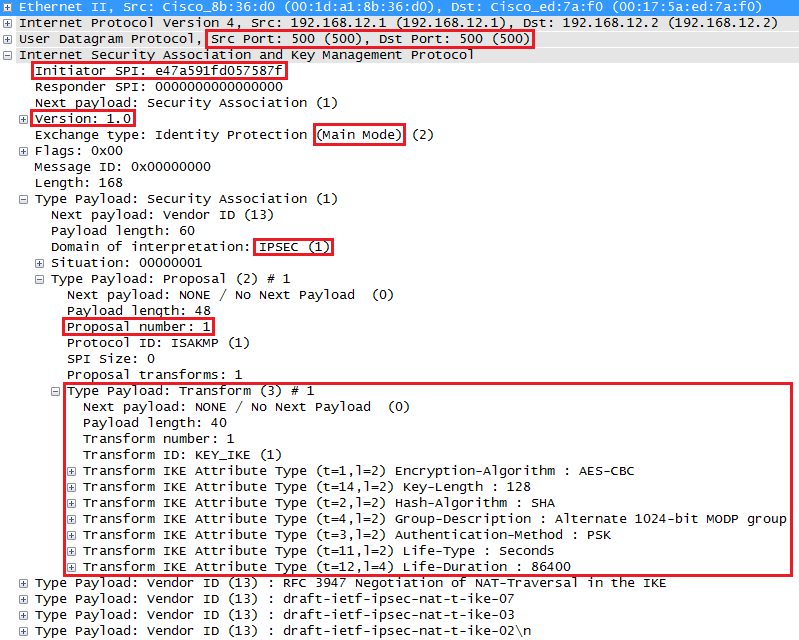 Ethernet II, Src: Cisco_8b:36:d0 (00:1d:a1:8b:36:d0), Dst: Cisco_ed:7a:f0 (00:17:5a:ed:7a:f0)
Internet Protocol Version 4, Src: 192.168.12.1 (192.168.12.1), Dst: 192.168.12.2 (192.168.12.2)
User Datagram Protocol, Src Port: 500 (500), Dst Port: 500 (500)
Internet Security Association and Key Management Protocol
Initiator SPI: e47a591fd057587f
Responder SPI: 0000000000000000
Next payload: Security Association (1)
Version: 1.0
Exchange type: Identity Protection (Main Mode) (2)
Flags: 0x00
Message ID: 0x00000000
Length: 168
Type Payload: Security Association (1)
Next payload: Vendor ID (13)
Payload length: 60
Domain of interpretation: IPSEC (1)
Situation: 00000001
Type Payload: Proposal (2) # 1
Next payload: NONE / No Next Payload  (0)
Payload length: 48
Proposal number: 1
Protocol ID: ISAKMP (1)
SPI Size: 0
Proposal transforms: 1
Type Payload: Transform (3) # 1
Next payload: NONE / No Next Payload  (0)
Payload length: 40
Transform number: 1
Transform ID: KEY_IKE (1)
Transform IKE Attribute Type (t=1,l=2) Encryption-Algorithm : AES-CBC
Transform IKE Attribute Type (t=14,l=2) Key-Length : 128
Transform IKE Attribute Type (t=2,l=2) Hash-Algorithm : SHA
Transform IKE Attribute Type (t=4,l=2) Group-Description : Alternate 1024-bit MODP group
Transform IKE Attribute Type (t=3,l=2) Authentication-Method : PSK
Transform IKE Attribute Type (t=11,l=2) Life-Type : Seconds
Transform IKE Attribute Type (t=12,l=4) Life-Duration : 86400
Type Payload: Vendor ID (13) : RFC 3947 Negotiation of NAT-Traversal in the IKE
Type Payload: Vendor ID (13) : draft-ietf-ipsec-nat-t-ike-07
Type Payload: Vendor ID (13) : draft-ietf-ipsec-nat-t-ike-03
Type Payload: Vendor ID (13) : draft-ietf-ipsec-nat-t-ike-02\n